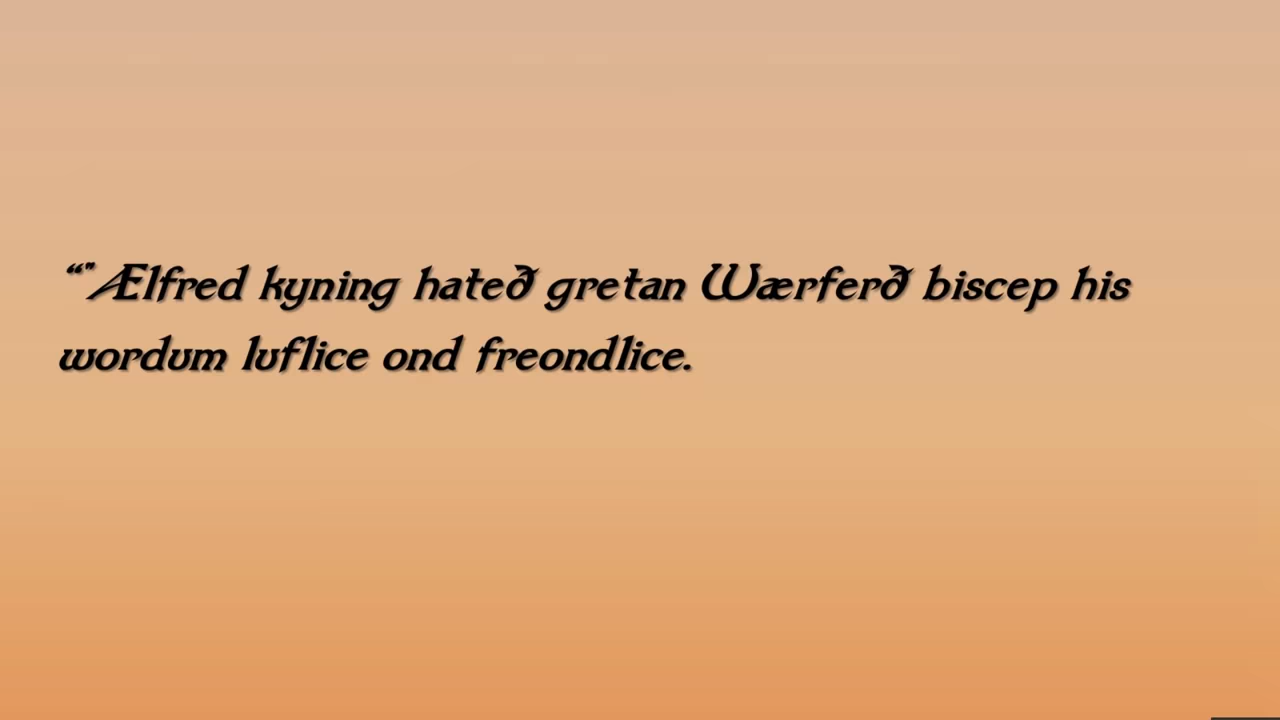 “"Ælfred kyning hateð gretan Wærferð biscep his
wordum luflice ond freondlice.